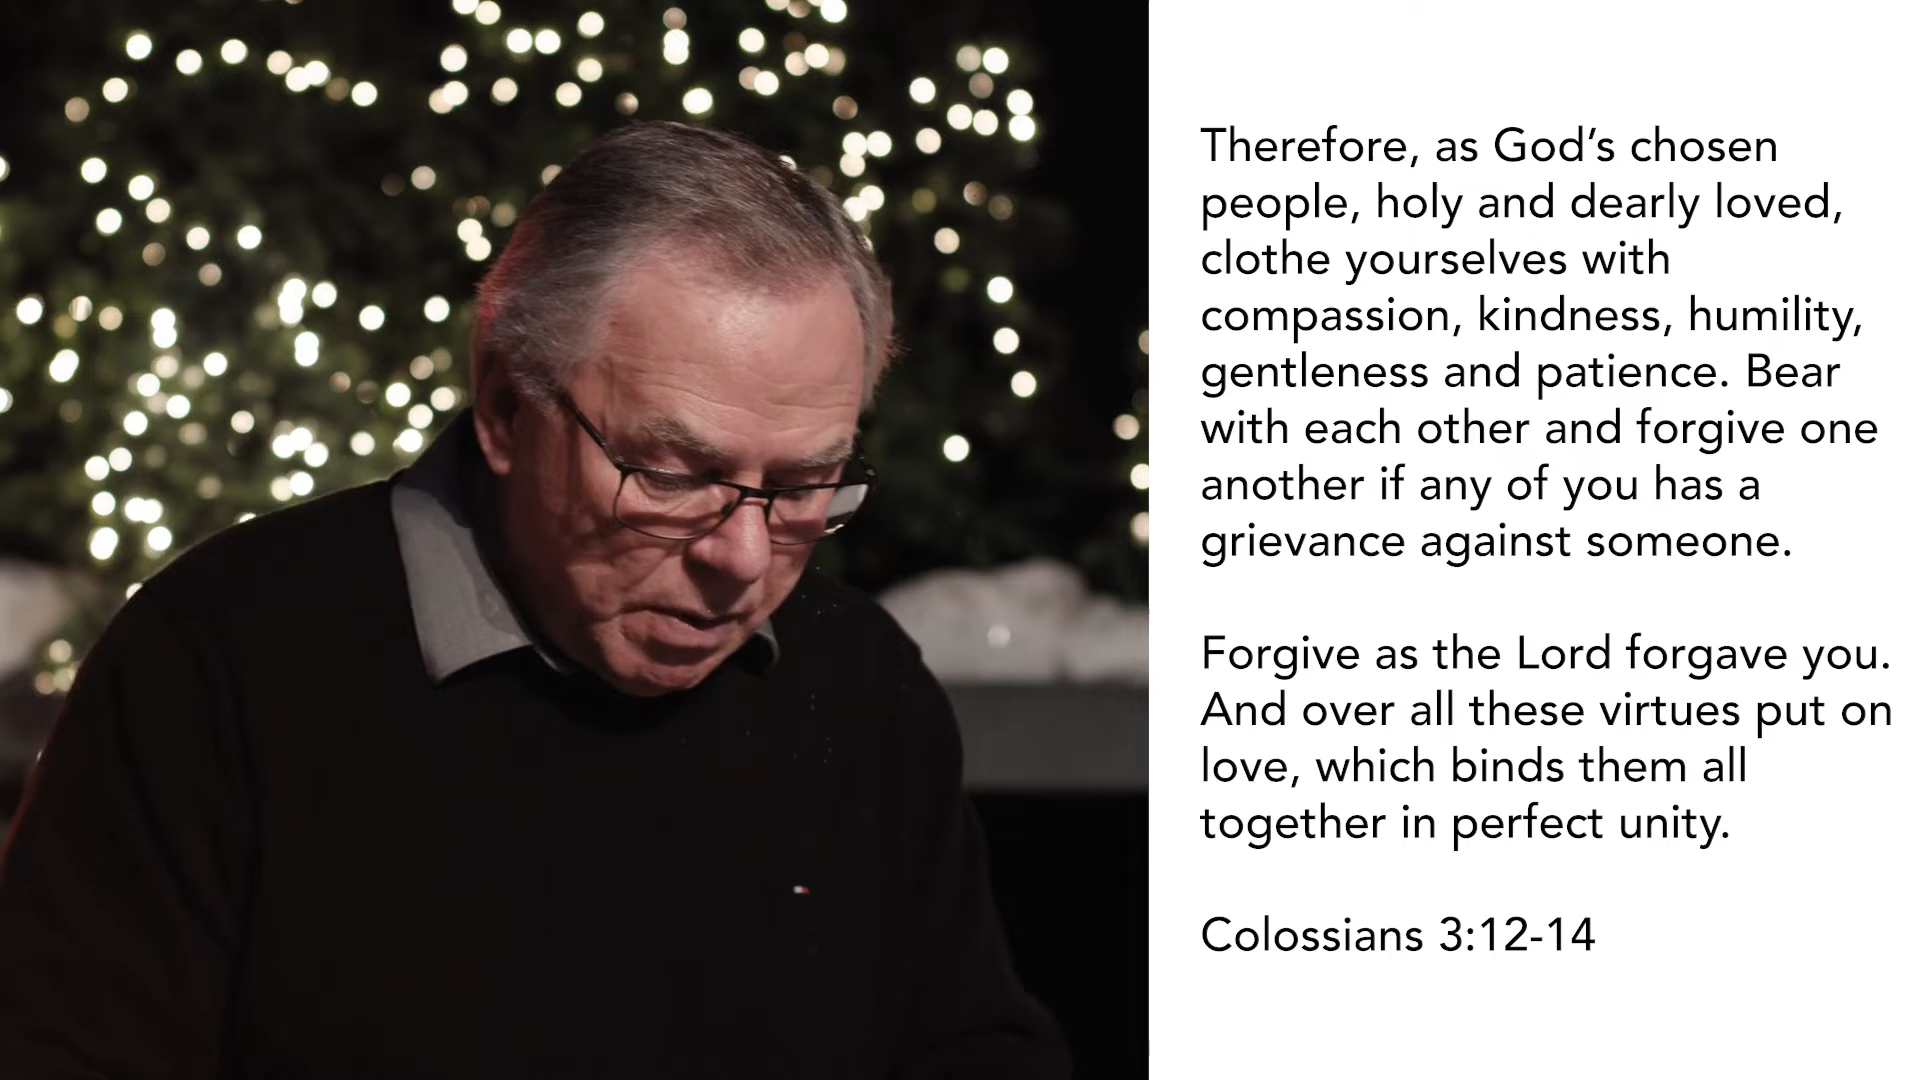 Therefore, as God’s chosen
people, holy and dearly loved,
clothe yourselves with
compassion, kindness, humility,
gentleness and patience. Bear
with each other and forgive one
another if any of you has a
grievance against someone.
Forgive as the Lord forgave you.
And over all these virtues put on
love, which binds them all
together in perfect unity.
Colossians 3:12-14